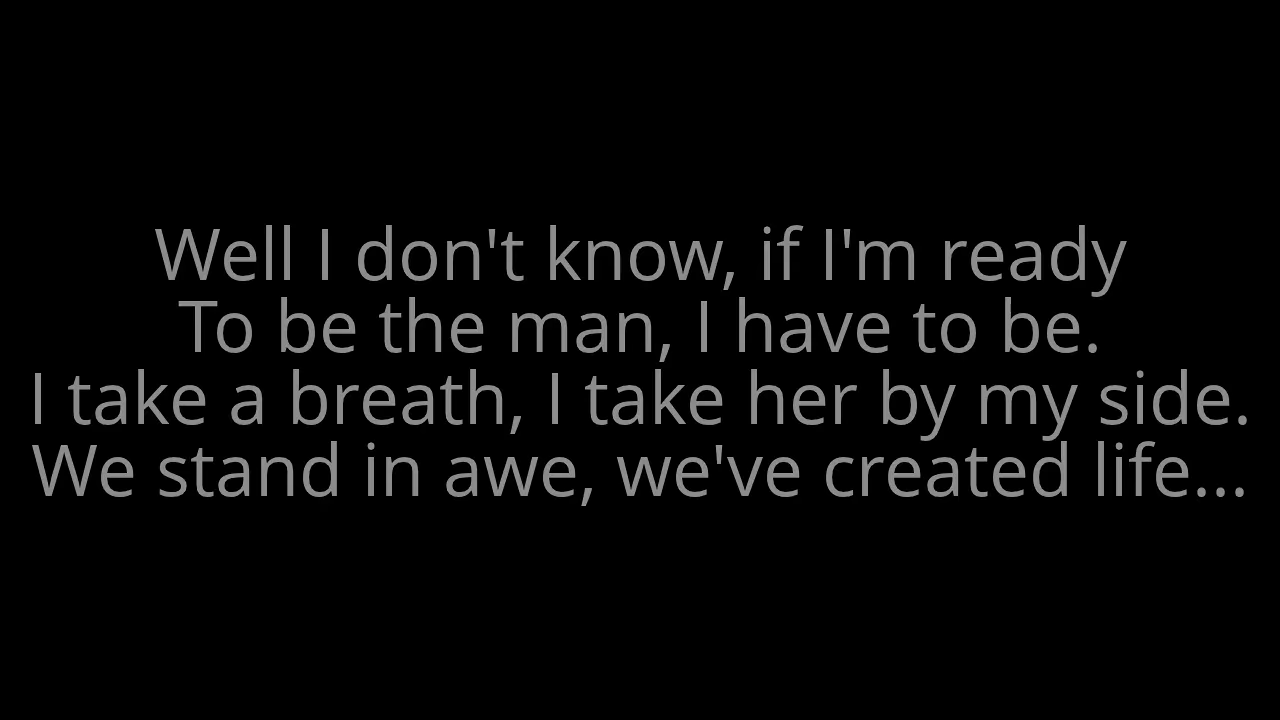 Well I don't know, if I'm ready
To be the man, I have to be.
I take a breath, I take her by my side.
We stand in awe, we've created life...